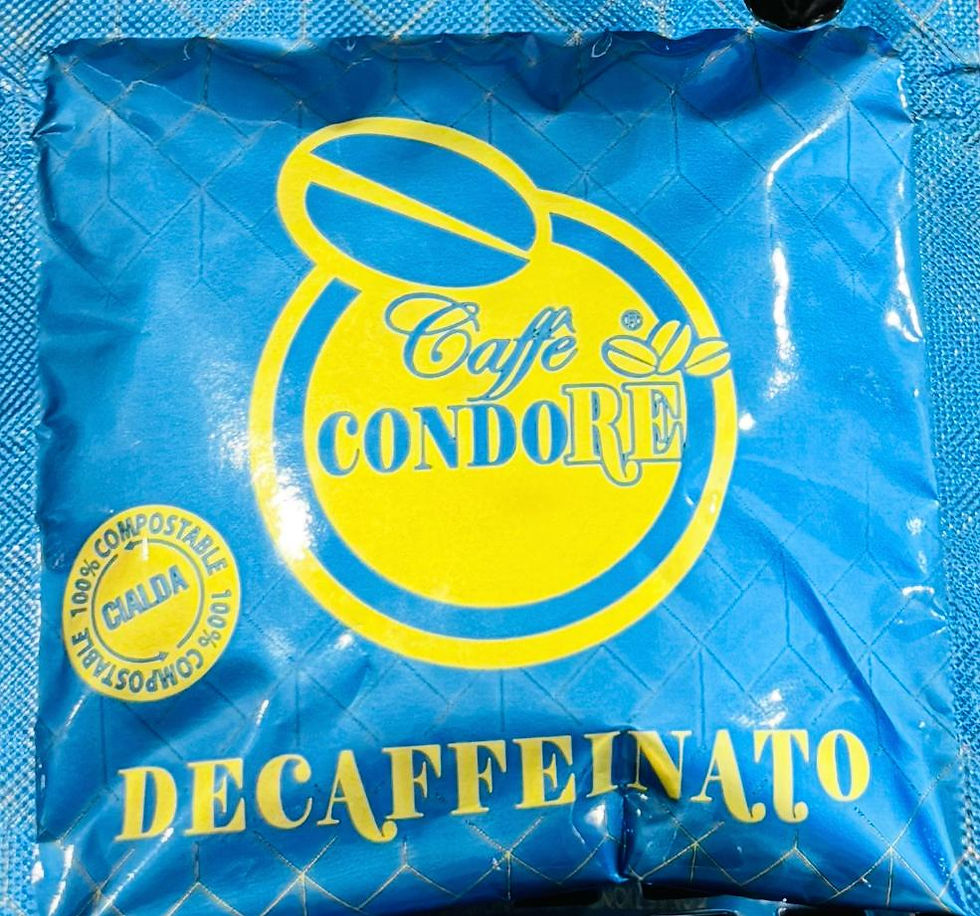 Caffè
®
CONDORE
100% COMPOSTABLE 100% COMPOSTABLE
CIALDA
DECAFFEINATO